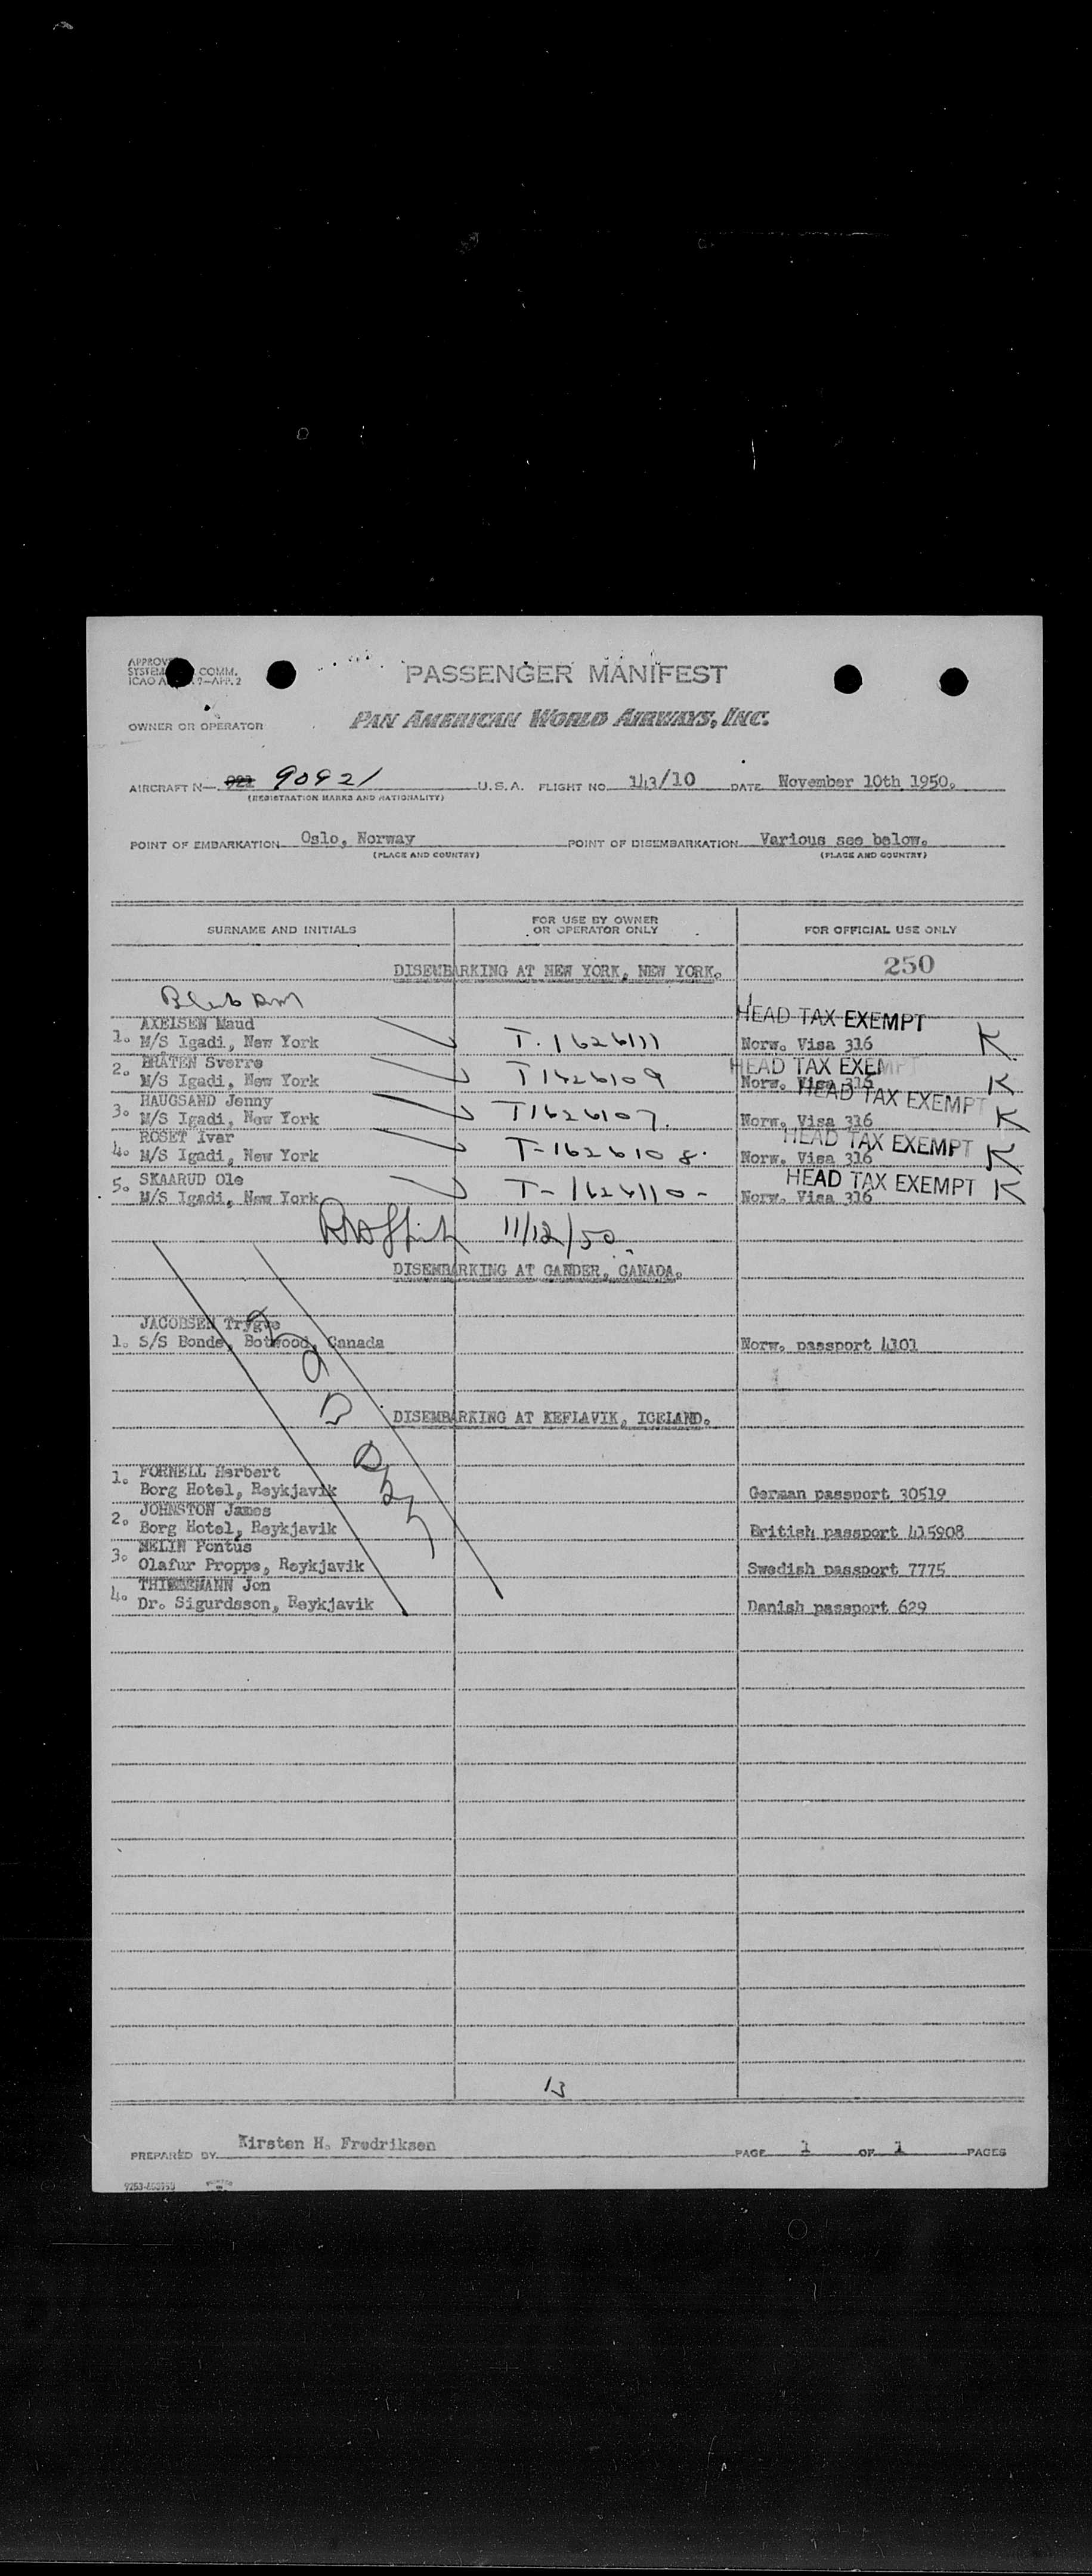 PASSENGER MANIFEST
PAN AMERICAN WORLD AIRWAYS, INC.
OWNER OR OPERATOR
AIRCRAFT N— 921 90921 U.S.A. FLIGHT NO. 143/10 DATE November 10th 1950.
(REGISTRATION MARKS AND NATIONALITY)
POINT OF EMBARKATION Oslo, Norway POINT OF DISEMBARKATION Various see below.
(PLACE AND COUNTRY) (PLACE AND COUNTRY)
SURNAME AND INITIALS FOR USE BY OWNER OR OPERATOR ONLY FOR OFFICIAL USE ONLY
DISEMBARKING AT NEW YORK, NEW YORK. 250
AXELSEN Maud HEAD TAX EXEMPT
1. M/S Igadi, New York T. 1626111 Norw. Visa 316 K
2. BRÅTEN Sverre HEAD TAX EXEMPT
M/S Igadi, New York T 1626109 Norw. Visa 316 K
3. HAUGSAND Jenny HEAD TAX EXEMPT
M/S Igadi, New York T1626107. Norw. Visa 316 K
ROSET Ivar HEAD TAX EXEMPT
4. M/S Igadi, New York T-1626108. Norw. Visa 316 K
5. SKAARUD Ole HEAD TAX EXEMPT K
M/S Igadi, New York T-1626110- Norw. Visa 316
11/12/50
DISEMBARKING AT GANDER, CANADA.
JACOBSEN Trygve
1. S/S Bonde, Botwood, Canada Norw. passport 4101
DISEMBARKING AT KEFLAVIK, ICELAND.
1. FORNELL Herbert
Borg Hotel, Reykjavik German passport 30519
JOHNSTON James
2. Borg Hotel, Reykjavik British passport 415908
MELIN Pontus
3. Olafur Proppe, Reykjavik Swedish passport 7775
THIEDEMANN Jon
4. Dr. Sigurdsson, Reykjavik Danish passport 629
13
PREPARED BY Kirsten H. Fredriksen PAGE 1 OF 1 PAGES